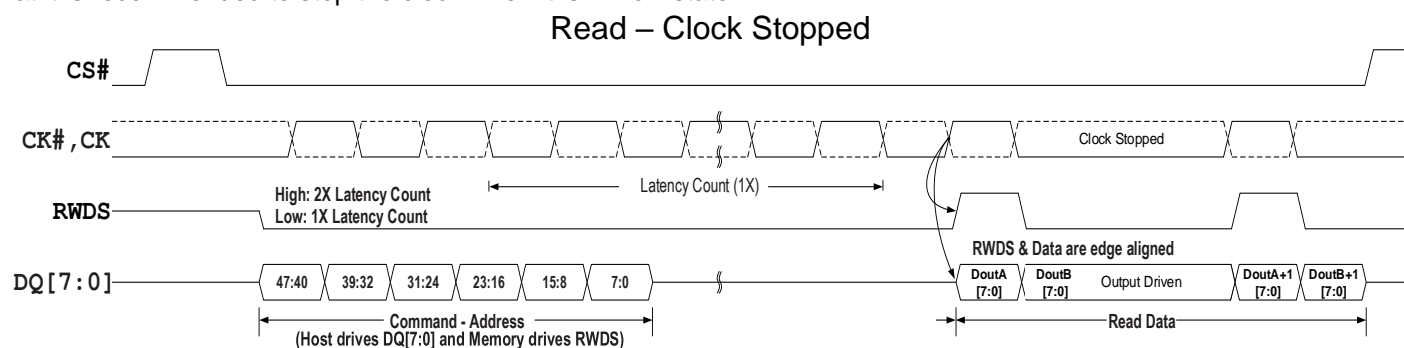 Read – Clock Stopped
CS#
CK#,CK
Clock Stopped
Latency Count (1X)
High: 2X Latency Count
Low: 1X Latency Count
RWDS
RWDS & Data are edge aligned
DQ[7:0]
47:40 39:32 31:24 23:16 15:8 7:0
DoutA [7:0]
DoutB [7:0]
Output Driven
DoutA+1 [7:0]
DoutB+1 [7:0]
Command - Address
(Host drives DQ[7:0] and Memory drives RWDS)
Read Data